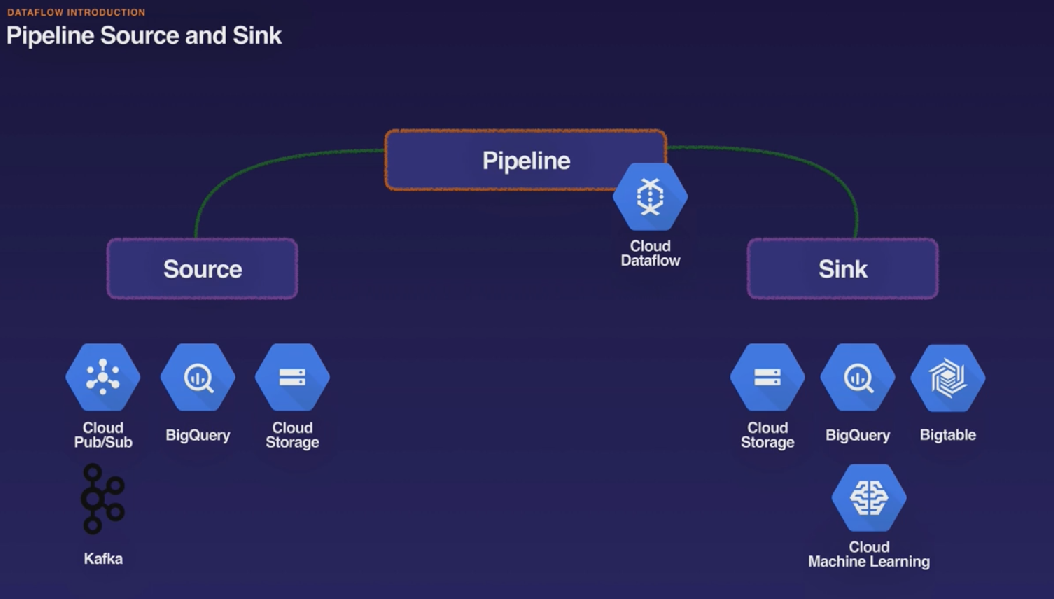 DATAFLOW INTRODUCTION
Pipeline Source and Sink
Pipeline
Cloud
Dataflow
Source
Sink
Cloud
Pub/Sub
BigQuery
Cloud
Storage
Cloud
Storage
BigQuery
Bigtable
Kafka
Cloud
Machine Learning